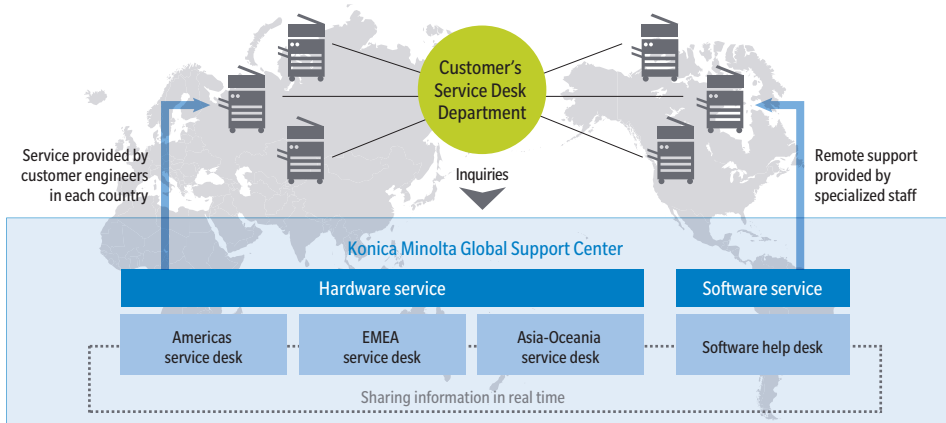 Customer's
Service Desk
Department
Service provided by
customer engineers
in each country
Inquiries
Remote support
provided by
specialized staff
Konica Minolta Global Support Center
Hardware service
Software service
Americas
service desk
EMEA
service desk
Asia-Oceania
service desk
Software help desk
Sharing information in real time